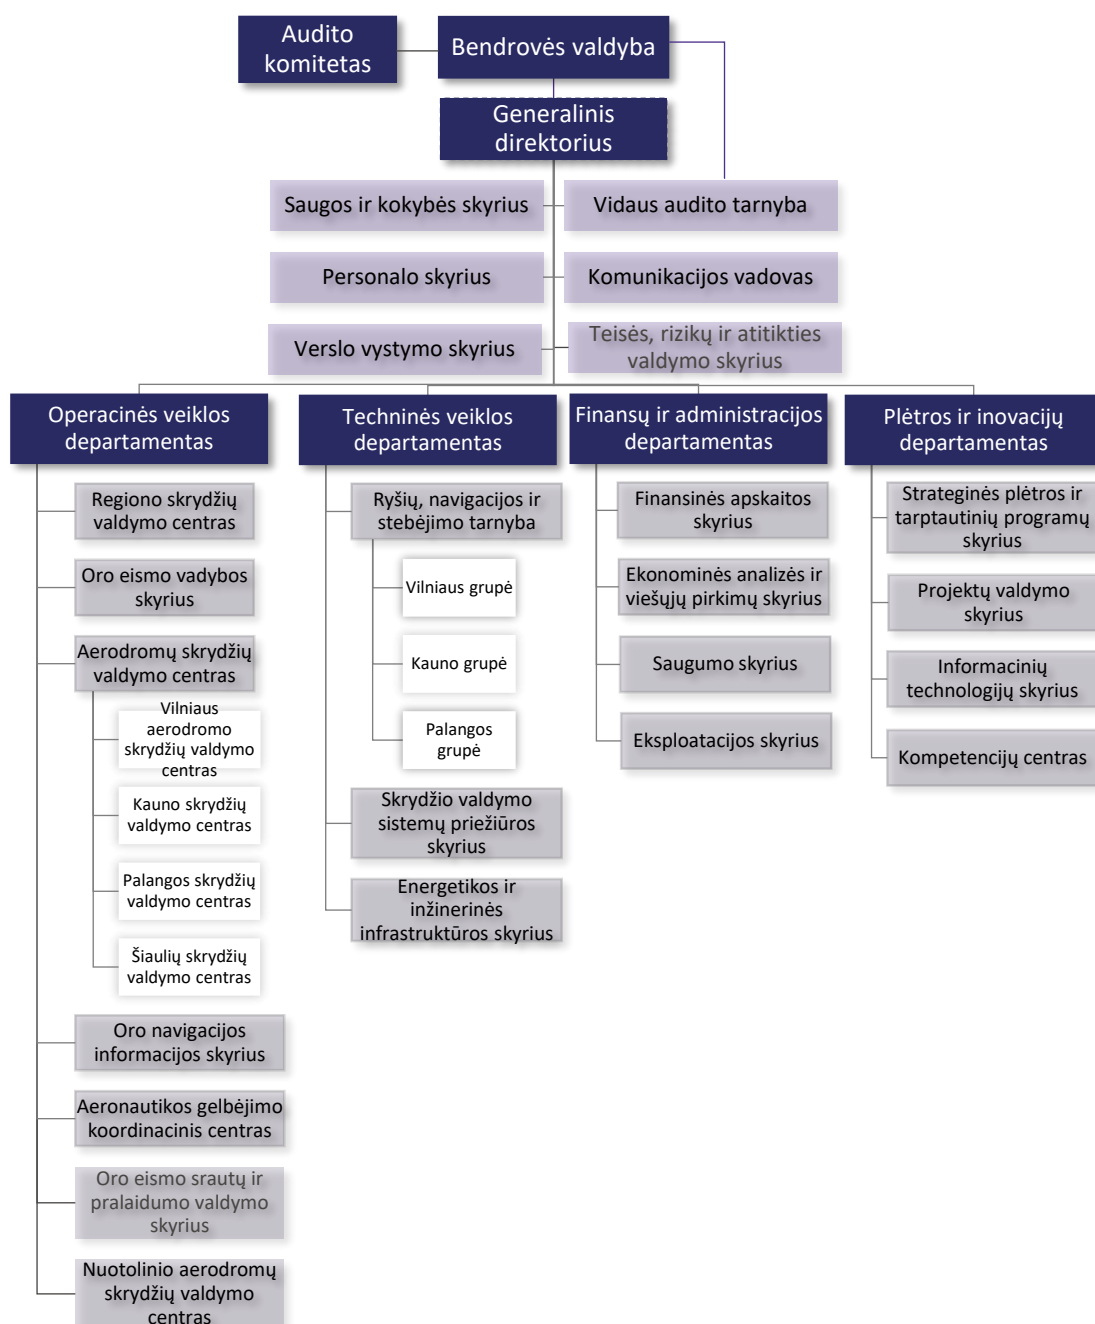 Audito
komitetas
Bendrovės valdyba
Generalinis
direktorius
Saugos ir kokybės skyrius
Vidaus audito tarnyba
Personalo skyrius
Komunikacijos vadovas
Verslo vystymo skyrius
Teisės, rizikų ir atitikties
valdymo skyrius
Operacinės veiklos
departamentas
Regiono skrydžių
valdymo centras
Oro eismo vadybos
skyrius
Aerodromų skrydžių
valdymo centras
Vilniaus
aerodromo
skrydžių valdymo
centras
Kauno skrydžių
valdymo centras
Palangos skrydžių
valdymo centras
Šiaulių skrydžių
valdymo centras
Oro navigacijos
informacijos skyrius
Aeronautikos gelbėjimo
koordinacinis centras
Oro eismo srautų ir
pralaidumo valdymo
skyrius
Nuotolinio aerodromų
skrydžių valdymo
centras
Techninės veiklos
departamentas
Ryšių, navigacijos ir
stebėjimo tarnyba
Vilniaus grupė
Kauno grupė
Palangos
grupė
Skrydžio valdymo
sistemų priežiūros
skyrius
Energetikos ir
inžinerinės
infrastruktūros skyrius
Finansų ir administracijos
departamentas
Finansinės apskaitos
skyrius
Ekonominės analizės ir
viešųjų pirkimų skyrius
Saugumo skyrius
Eksploatacijos skyrius
Plėtros ir inovacijų
departamentas
Strateginės plėtros ir
tarptautinių programų
skyrius
Projektų valdymo
skyrius
Informacinių
technologijų skyrius
Kompetencijų centras